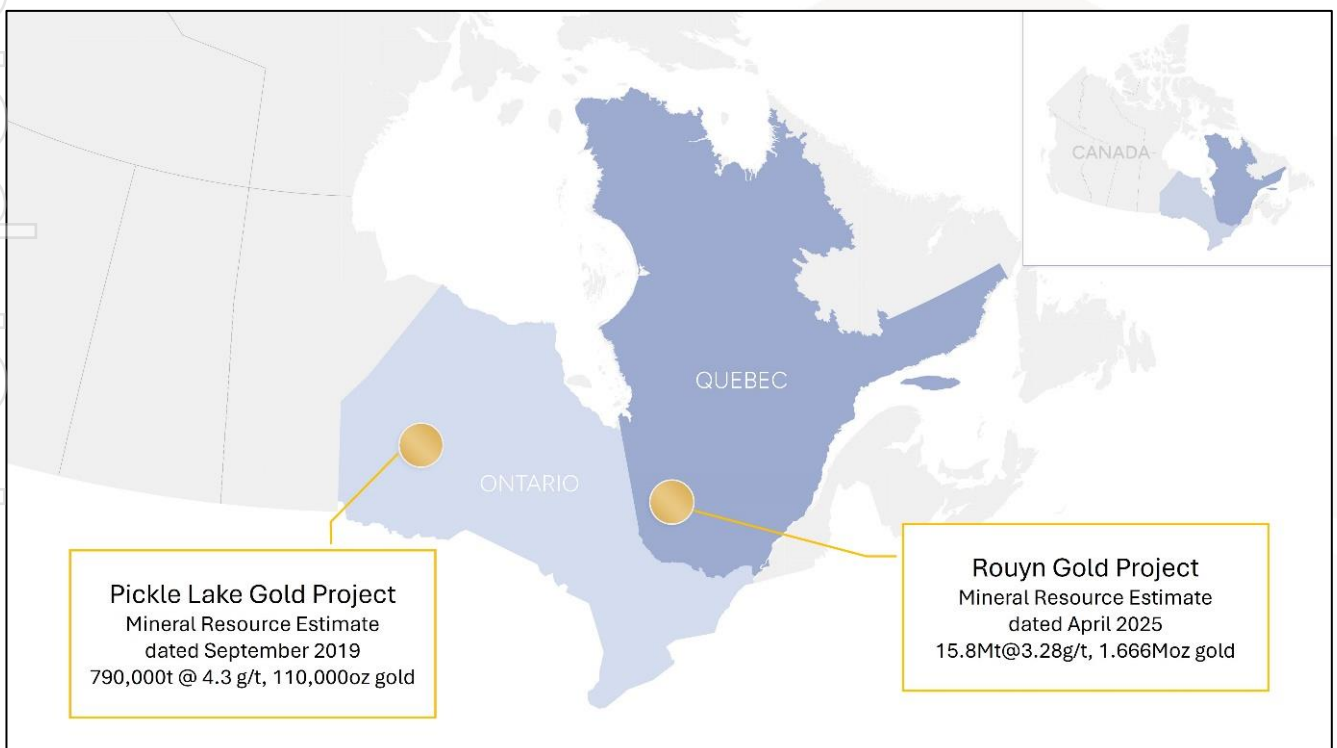 CANADA
QUEBEC
ONTARIO
Pickle Lake Gold Project
Mineral Resource Estimate
dated September 2019
790,000t @ 4.3 g/t, 110,000oz gold
Rouyn Gold Project
Mineral Resource Estimate
dated April 2025
15.8Mt@3.28g/t, 1.666Moz gold